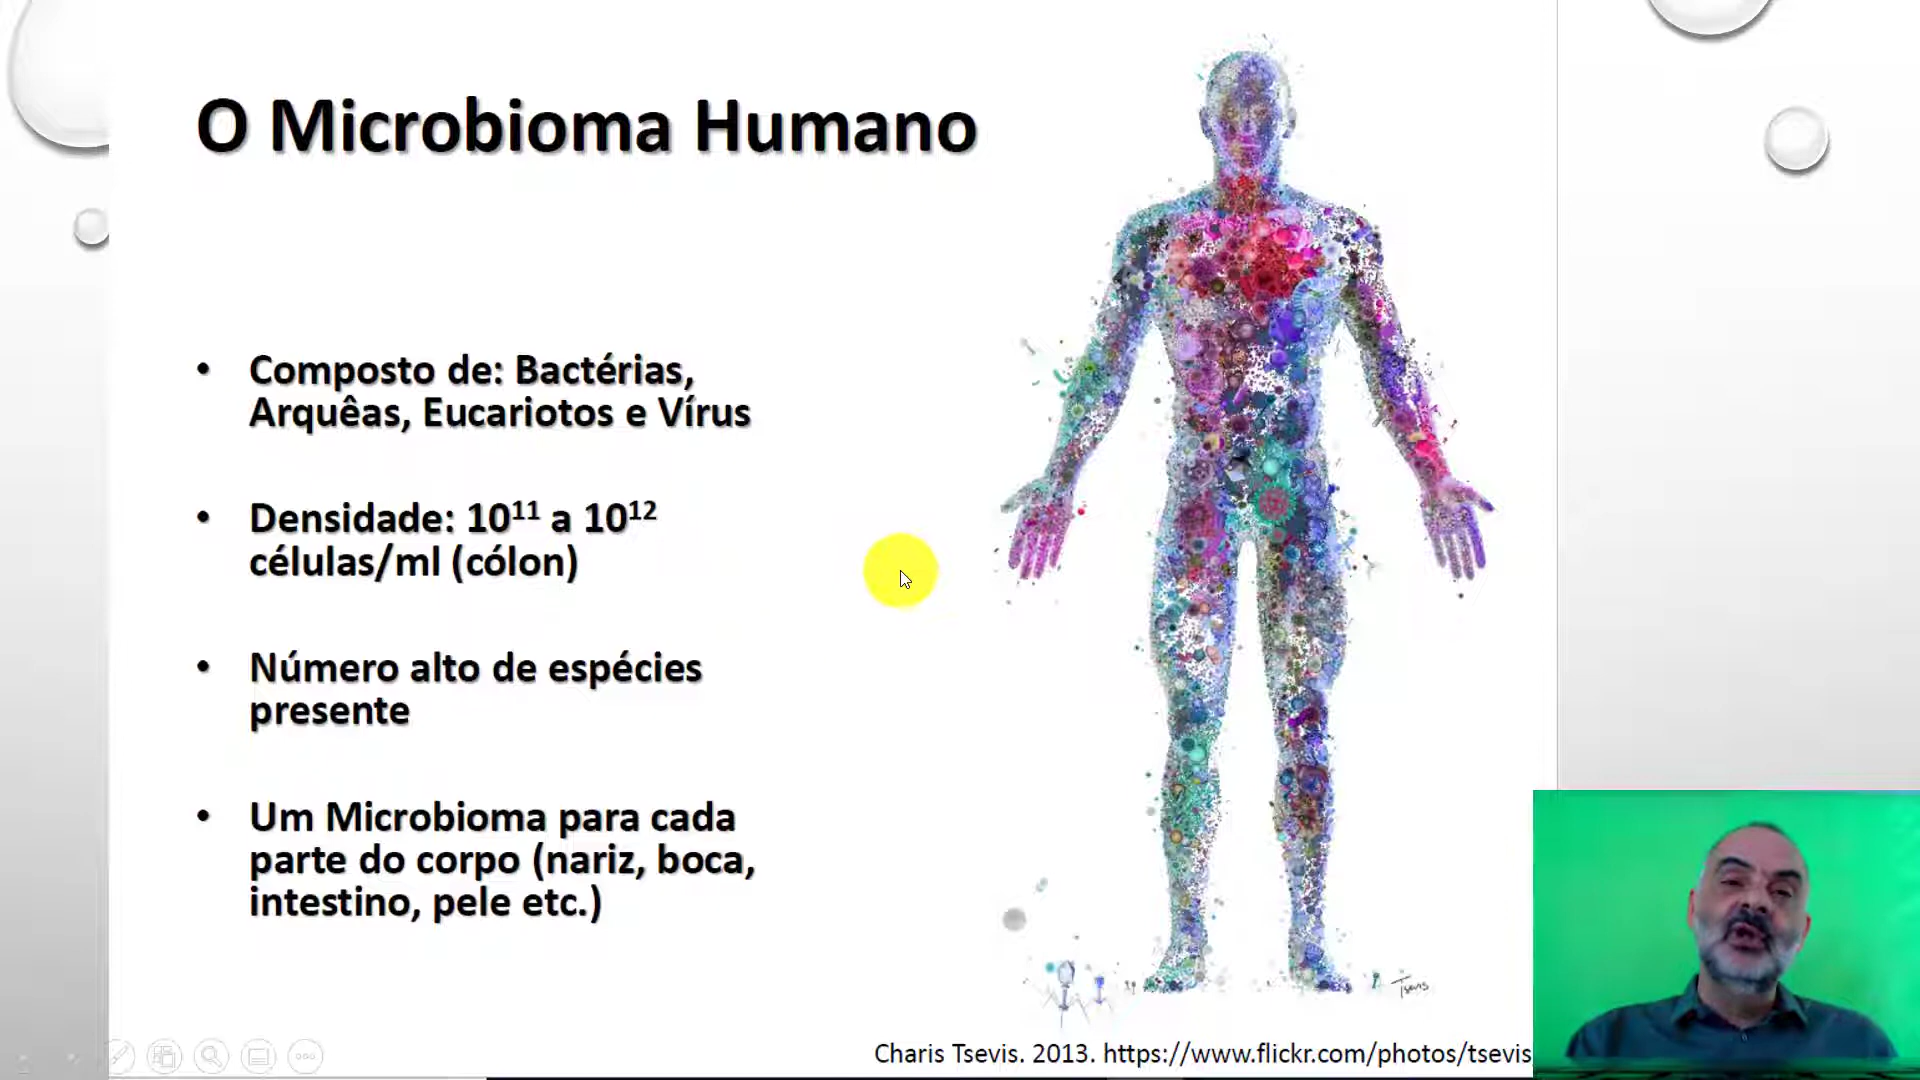 O Microbioma Humano
• Composto de: Bactérias,
Arquêas, Eucariotos e Vírus
• Densidade: 10¹¹ a 10¹²
células/ml (cólon)
• Número alto de espécies
presente
• Um Microbioma para cada
parte do corpo (nariz, boca,
intestino, pele etc.)
Tsevis
Charis Tsevis. 2013. https://www.flickr.com/photos/tsevis